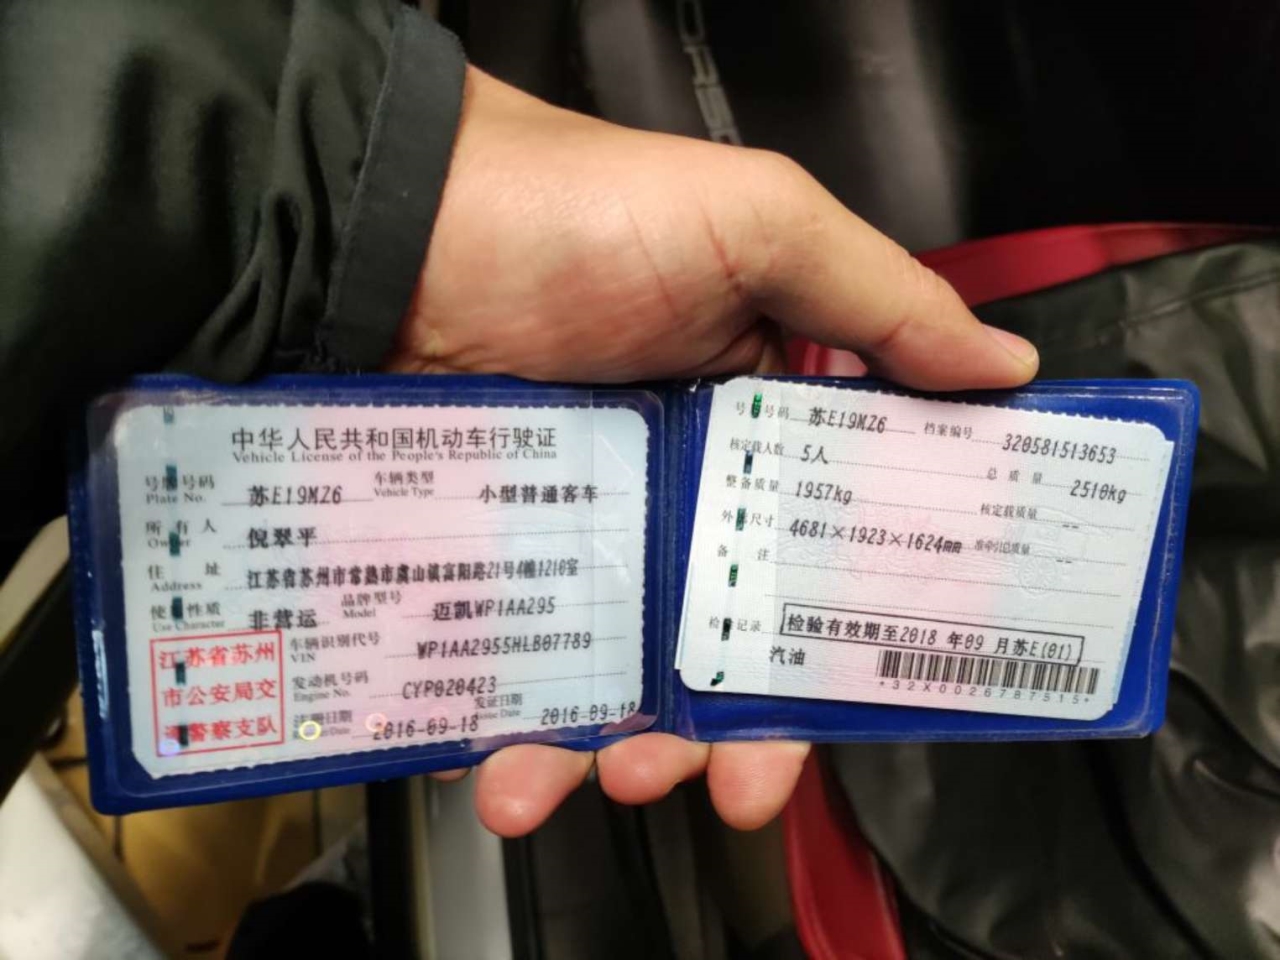 中华人民共和国机动车行驶证
Vehicle License of the People's Republic of China
号牌号码 苏E19MZ6 车辆类型 小型普通客车
Plate No. Vehicle Type
所有人 倪翠平
Owner
住址 江苏省苏州市常熟市虞山镇富阳路21号4幢1210室
Address
使用性质 非营运 品牌型号 迈凯WP1AA295
Use Character Model
江苏省苏州
市公安局交
通警察支队
车辆识别代号 WP1AA2955HLB07789
VIN
发动机号码 CYP020423
Engine No.
注册日期 2016-09-18 发证日期 2016-09-18
Issue Date
号牌号码 苏E19MZ6 档案编号 320581513653
核定载人数 5人 总质量 2510kg
整备质量 1957kg 核定载质量 --
外廓尺寸 4681×1923×1624mm 准牵引总质量 --
备注
检验记录 检验有效期至2018年09月苏E(01)
汽油
*32X0026787515*